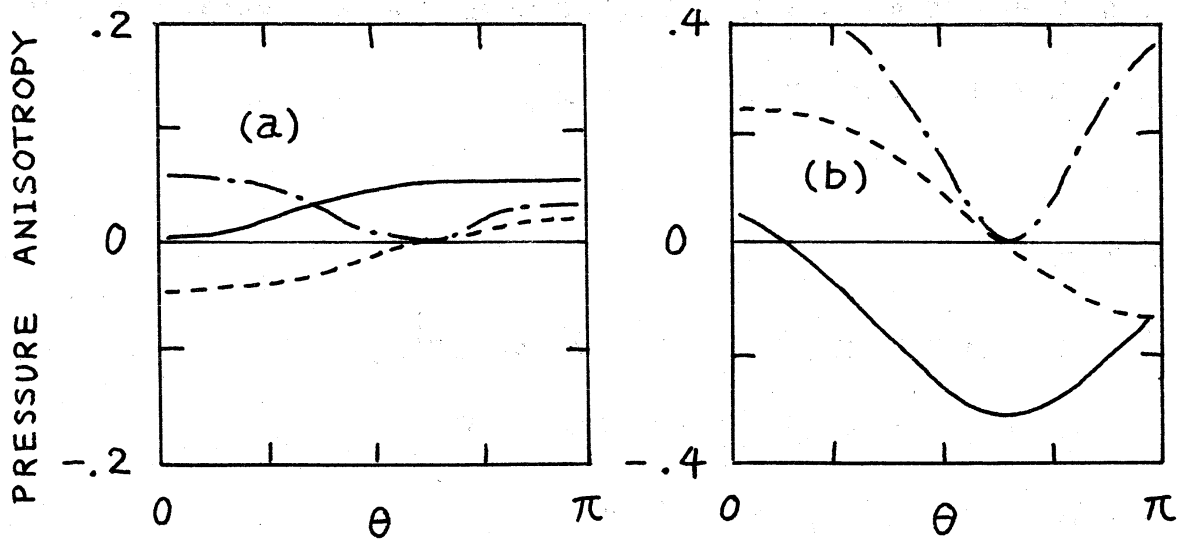 PRESSURE ANISOTROPY
.2
0
-.2
(a)
0 θ π
.4
0
-.4
(b)
0 θ π